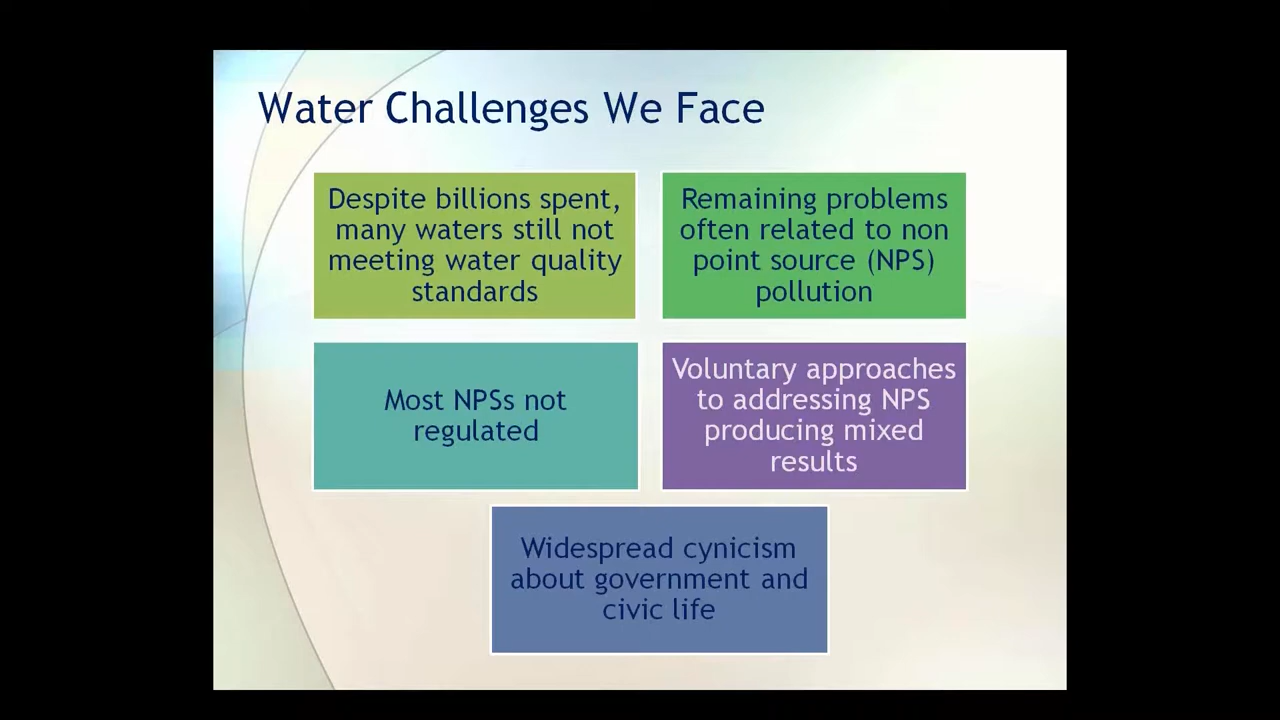 Water Challenges We Face
Despite billions spent,
many waters still not
meeting water quality
standards
Remaining problems
often related to non
point source (NPS)
pollution
Most NPSs not
regulated
Voluntary approaches
to addressing NPS
producing mixed
results
Widespread cynicism
about government and
civic life